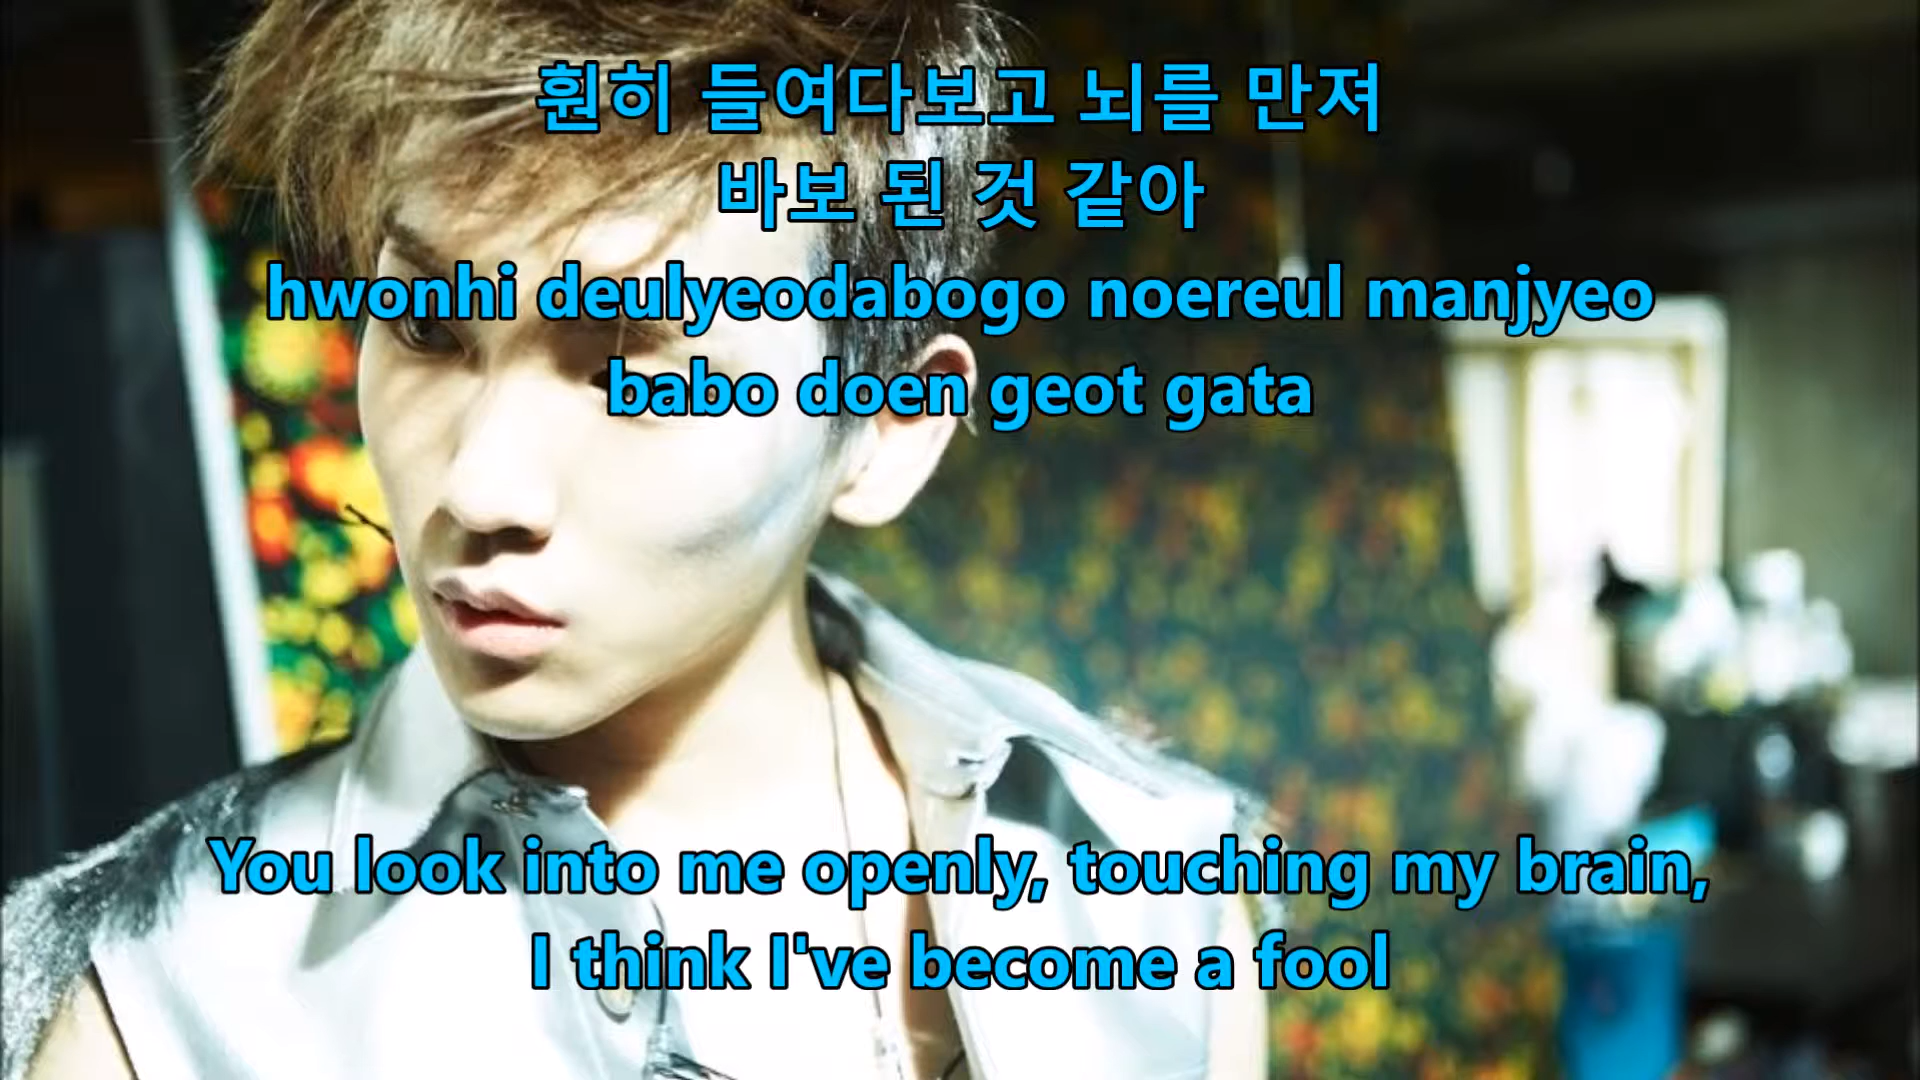 훤히 들여다보고 뇌를 만져
바보 된 것 같아
hwonhi deulyeodabogo noereul manjyeo
babo doen geot gata
You look into me openly, touching my brain,
I think I've become a fool